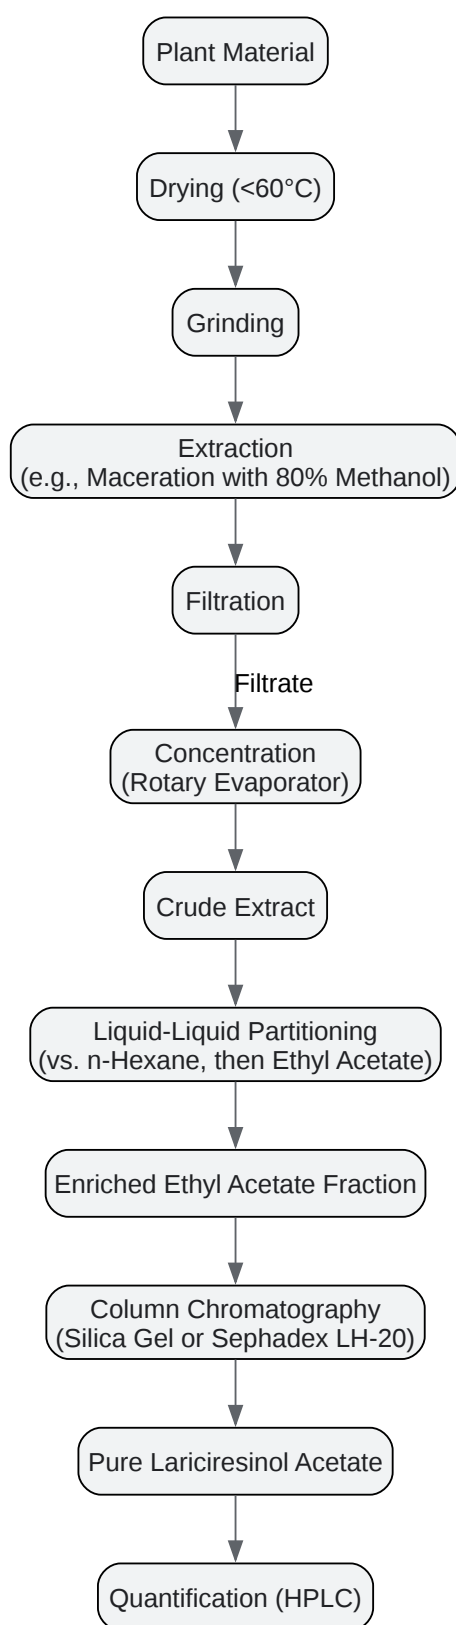 Plant Material
Drying (<60°C)
Grinding
Extraction
(e.g., Maceration with 80% Methanol)
Filtration
Filtrate
Concentration
(Rotary Evaporator)
Crude Extract
Liquid-Liquid Partitioning
(vs. n-Hexane, then Ethyl Acetate)
Enriched Ethyl Acetate Fraction
Column Chromatography
(Silica Gel or Sephadex LH-20)
Pure Lariciresinol Acetate
Quantification (HPLC)